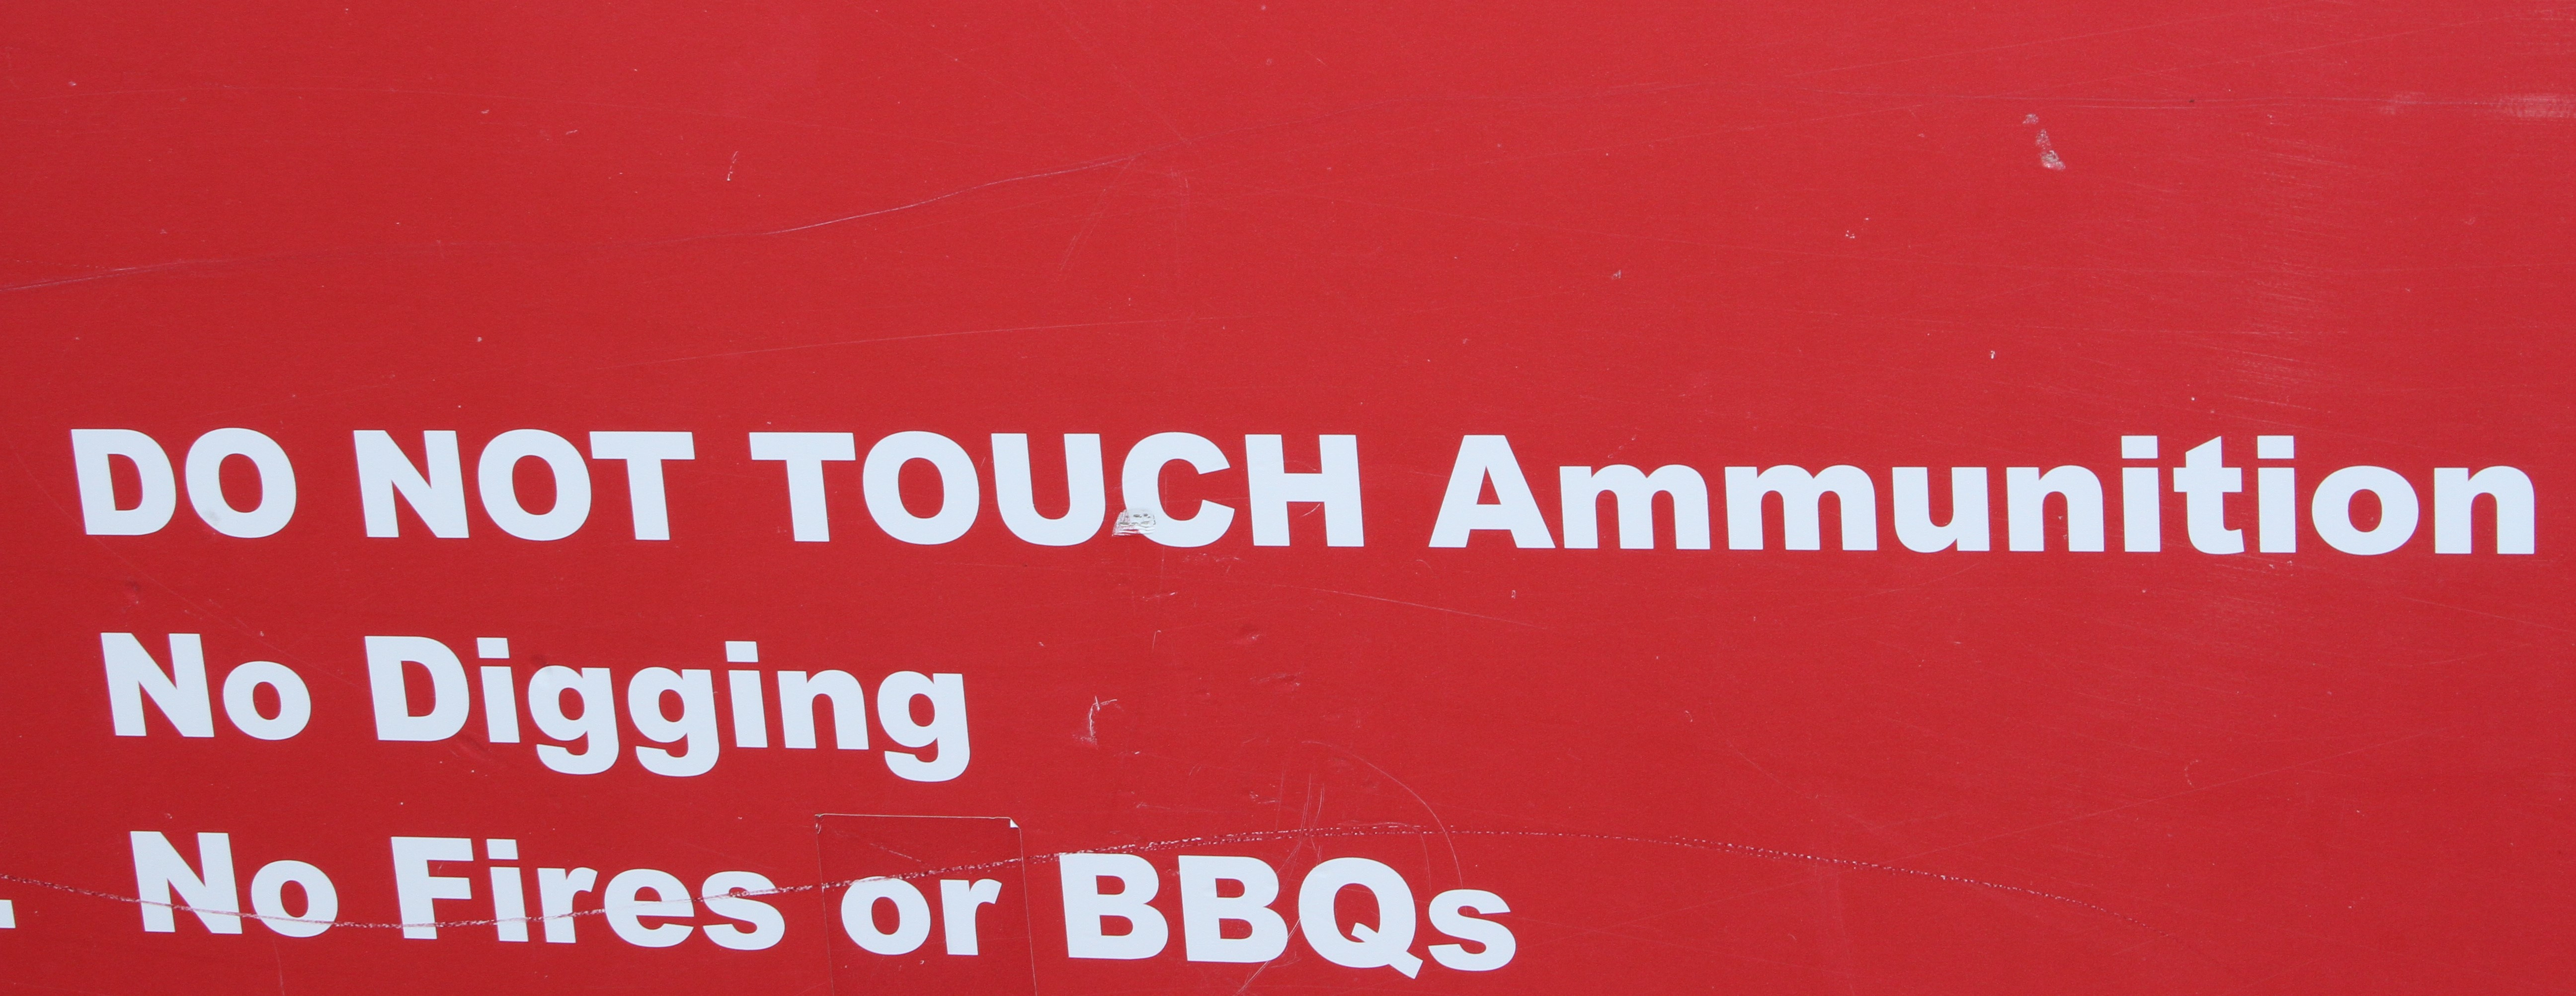 DO NOT TOUCH Ammunition
No Digging
. No Fires or BBQs